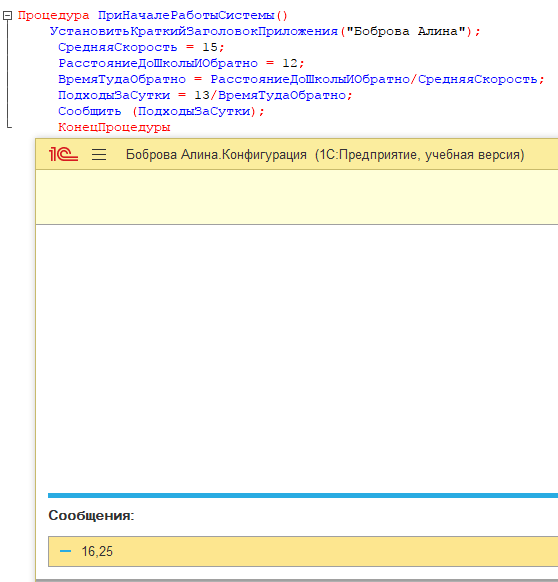 Процедура ПриНачалеРаботыСистемы()
УстановитьКраткийЗаголовокПриложения("Боброва Алина");
СредняяСкорость = 15;
РасстояниеДоШколыИОбратно = 12;
ВремяТудаОбратно = РасстояниеДоШколыИОбратно/СредняяСкорость;
ПодходыЗаСутки = 13/ВремяТудаОбратно;
Сообщить (ПодходыЗаСутки);
КонецПроцедуры
1С Боброва Алина.Конфигурация (1С:Предприятие, учебная версия)
Сообщения:
— 16,25